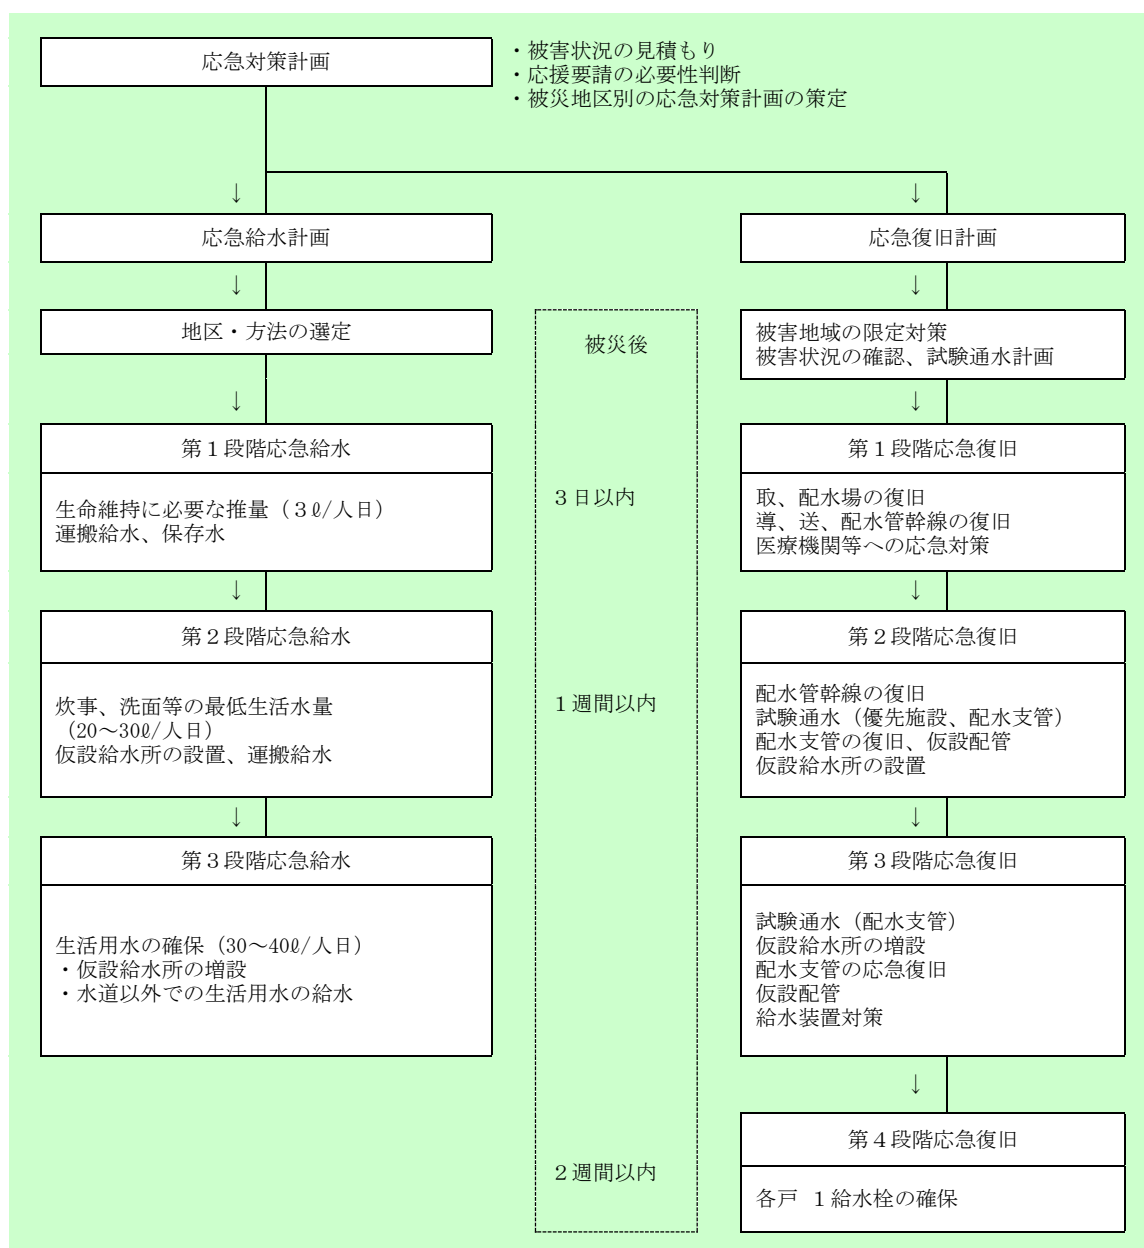 応急対策計画
・被害状況の見積もり
・応援要請の必要性判断
・被災地区別の応急対策計画の策定
↓
↓
応急給水計画
応急復旧計画
↓
↓
地区・方法の選定
被災後
被害地域の限定対策
被害状況の確認、試験通水計画
↓
↓
第1段階応急給水
生命維持に必要な推量（3ℓ/人日）
運搬給水、保存水
3日以内
第1段階応急復旧
取、配水場の復旧
導、送、配水管幹線の復旧
医療機関等への応急対策
↓
↓
第2段階応急給水
炊事、洗面等の最低生活水量
（20～30ℓ/人日）
仮設給水所の設置、運搬給水
1週間以内
第2段階応急復旧
配水管幹線の復旧
試験通水（優先施設、配水支管）
配水支管の復旧、仮設配管
仮設給水所の設置
↓
↓
第3段階応急給水
生活用水の確保（30～40ℓ/人日）
・仮設給水所の増設
・水道以外での生活用水の給水
第3段階応急復旧
試験通水（配水支管）
仮設給水所の増設
配水支管の応急復旧
仮設配管
給水装置対策
↓
2週間以内
第4段階応急復旧
各戸 1給水栓の確保